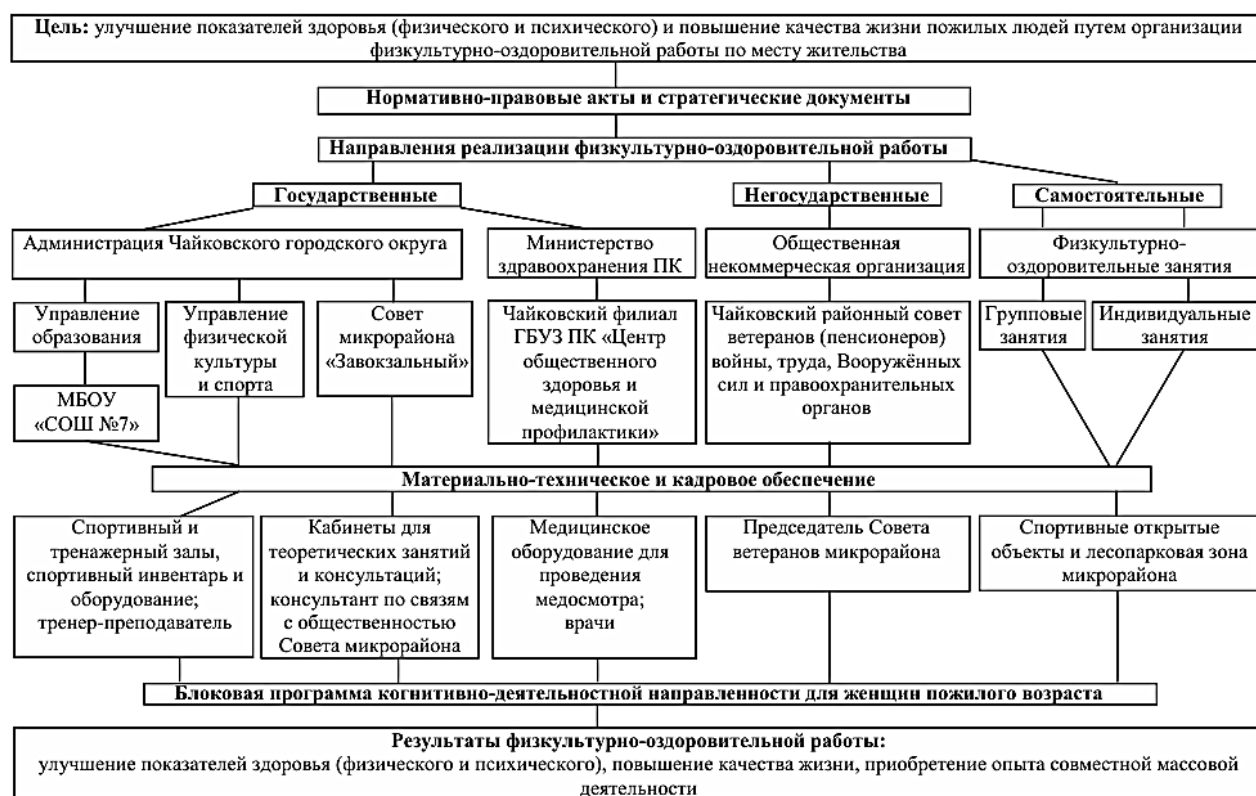 Цель: улучшение показателей здоровья (физического и психического) и повышение качества жизни пожилых людей путем организации
физкультурно-оздоровительной работы по месту жительства
Нормативно-правовые акты и стратегические документы
Направления реализации физкультурно-оздоровительной работы
Государственные
Негосударственные
Самостоятельные
Администрация Чайковского городского округа
Министерство
здравоохранения ПК
Общественная
некоммерческая организация
Физкультурно-
оздоровительные занятия
Управление
образования
Управление
физической
культуры
и спорта
Совет
микрорайона
«Завокзальный»
Чайковский филиал
ГБУЗ ПК «Центр
общественного
здоровья и
медицинской
профилактики»
Чайковский районный совет
ветеранов (пенсионеров)
войны, труда, Вооружённых
сил и правоохранительных
органов
Групповые
занятия
Индивидуальные
занятия
МБОУ
«СОШ №7»
Материально-техническое и кадровое обеспечение
Спортивный и
тренажерный залы,
спортивный инвентарь и
оборудование;
тренер-преподаватель
Кабинеты для
теоретических занятий
и консультаций;
консультант по связям
с общественностью
Совета микрорайона
Медицинское
оборудование для
проведения
медосмотра;
врачи
Председатель Совета
ветеранов микрорайона
Спортивные открытые
объекты и лесопарковая зона
микрорайона
Блоковая программа когнитивно-деятельностной направленности для женщин пожилого возраста
Результаты физкультурно-оздоровительной работы:
улучшение показателей здоровья (физического и психического), повышение качества жизни, приобретение опыта совместной массовой
деятельности